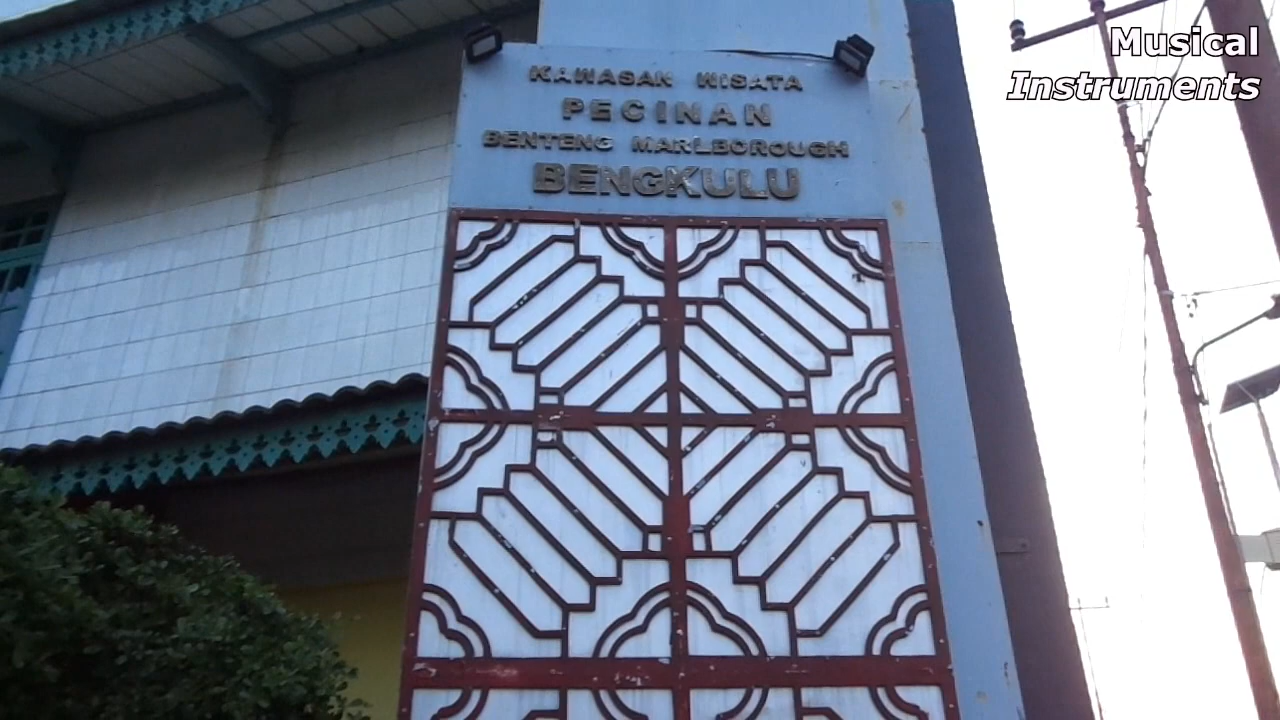 Musical
Instruments
KAWASAN WISATA
PECINAN
BENTENG MARLBOROUGH
BENGKULU